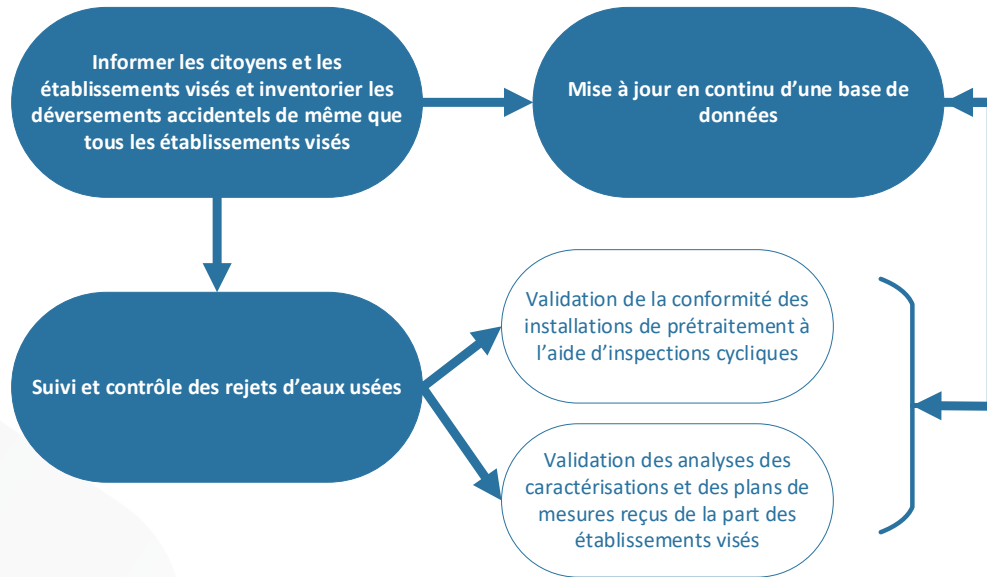 Informer les citoyens et les
établissements visés et inventorier les
déversements accidentels de même que
tous les établissements visés
Mise à jour en continu d’une base de
données
Suivi et contrôle des rejets d’eaux usées
Validation de la conformité des
installations de prétraitement à
l’aide d’inspections cycliques
Validation des analyses des
caractérisations et des plans de
mesures reçus de la part des
établissements visés